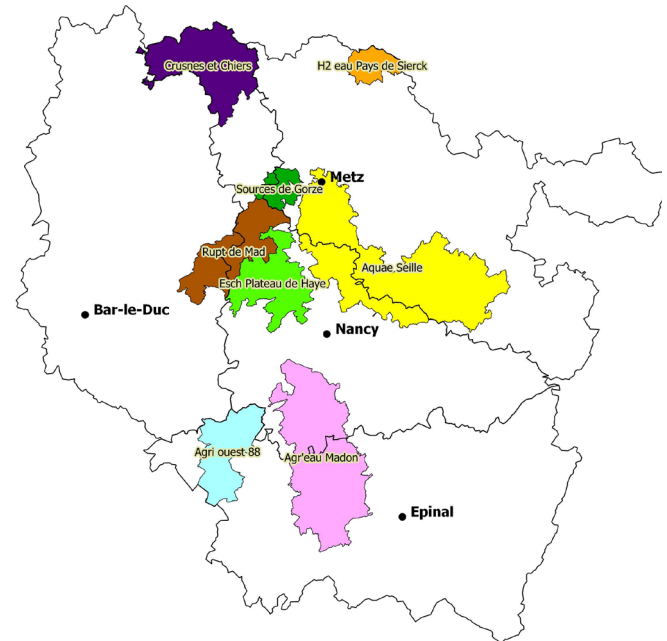 Crusnes et Chiers
H2 eau Pays de Sierck
Metz
Sources de Gorze
Rupt de Mad
Aquae Seille
Esch Plateau de Haye
Bar-le-Duc
Nancy
Agri ouest 88
Agr'eau Madon
Epinal